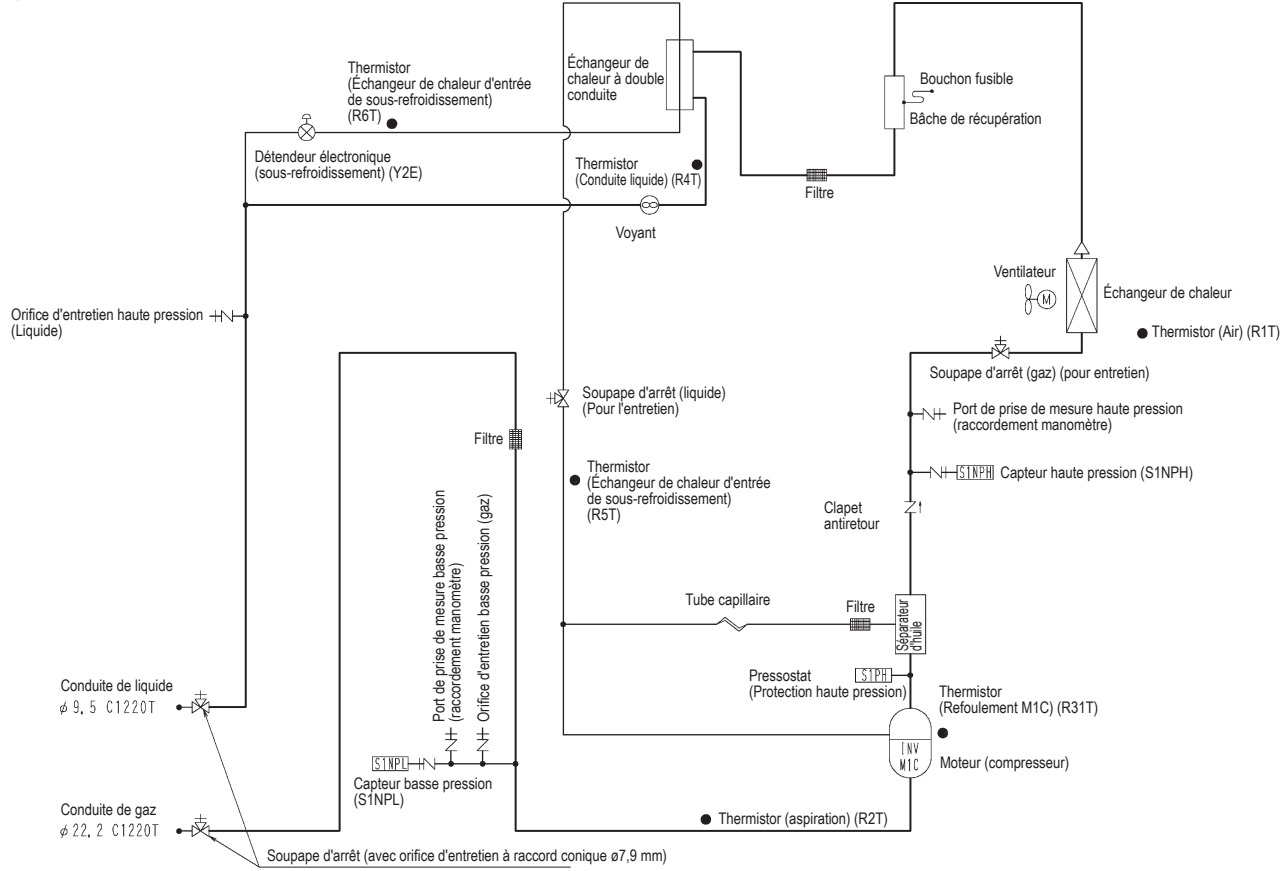 Thermistor
(Échangeur de chaleur d'entrée
de sous-refroidissement)
(R6T)
Échangeur de
chaleur à double
conduite
Bouchon fusible
Bâche de récupération
Détendeur électronique
(sous-refroidissement) (Y2E)
Thermistor
(Conduite liquide) (R4T)
Filtre
Voyant
Ventilateur
M
Échangeur de chaleur
Orifice d'entretien haute pression
(Liquide)
Thermistor (Air) (R1T)
Soupape d'arrêt (gaz) (pour entretien)
Soupape d'arrêt (liquide)
(Pour l'entretien)
Port de prise de mesure haute pression
(raccordement manomètre)
Filtre
Thermistor
(Échangeur de chaleur d'entrée
de sous-refroidissement)
(R5T)
S1NPH
Capteur haute pression (S1NPH)
Clapet
antiretour
Port de prise de mesure basse pression
(raccordement manomètre)
Orifice d'entretien basse pression (gaz)
Tube capillaire
Filtre
Séparateur
d'huile
Conduite de liquide
ϕ9,5 C1220T
Pressostat
(Protection haute pression)
S1PH
Thermistor
(Refoulement M1C) (R31T)
INV
M1C
Moteur (compresseur)
S1NPL
Capteur basse pression
(S1NPL)
Conduite de gaz
ϕ22,2 C1220T
Thermistor (aspiration) (R2T)
Soupape d'arrêt (avec orifice d'entretien à raccord conique ø7,9 mm)